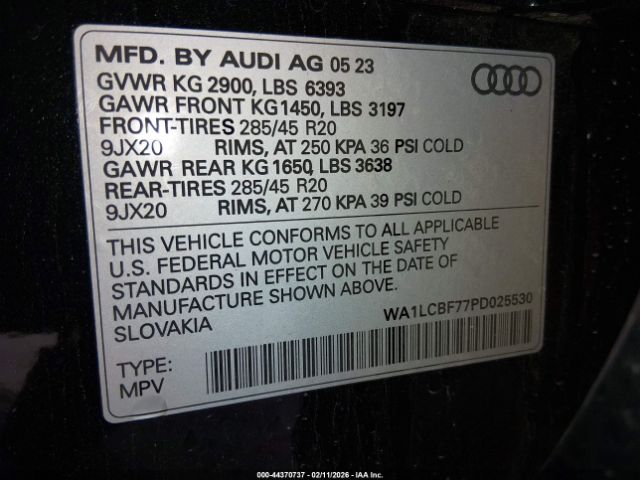 MFD. BY AUDI AG 05 23
GVWR KG 2900, LBS 6393
GAWR FRONT KG1450, LBS 3197
FRONT-TIRES 285/45 R20
9JX20 RIMS, AT 250 KPA 36 PSI COLD
GAWR REAR KG 1650, LBS 3638
REAR-TIRES 285/45 R20
9JX20 RIMS, AT 270 KPA 39 PSI COLD
THIS VEHICLE CONFORMS TO ALL APPLICABLE
U.S. FEDERAL MOTOR VEHICLE SAFETY
STANDARDS IN EFFECT ON THE DATE OF
MANUFACTURE SHOWN ABOVE.
SLOVAKIA
WA1LCBF77PD025530
TYPE:
MPV
000-44370737 - 02/11/2026 - IAA Inc.